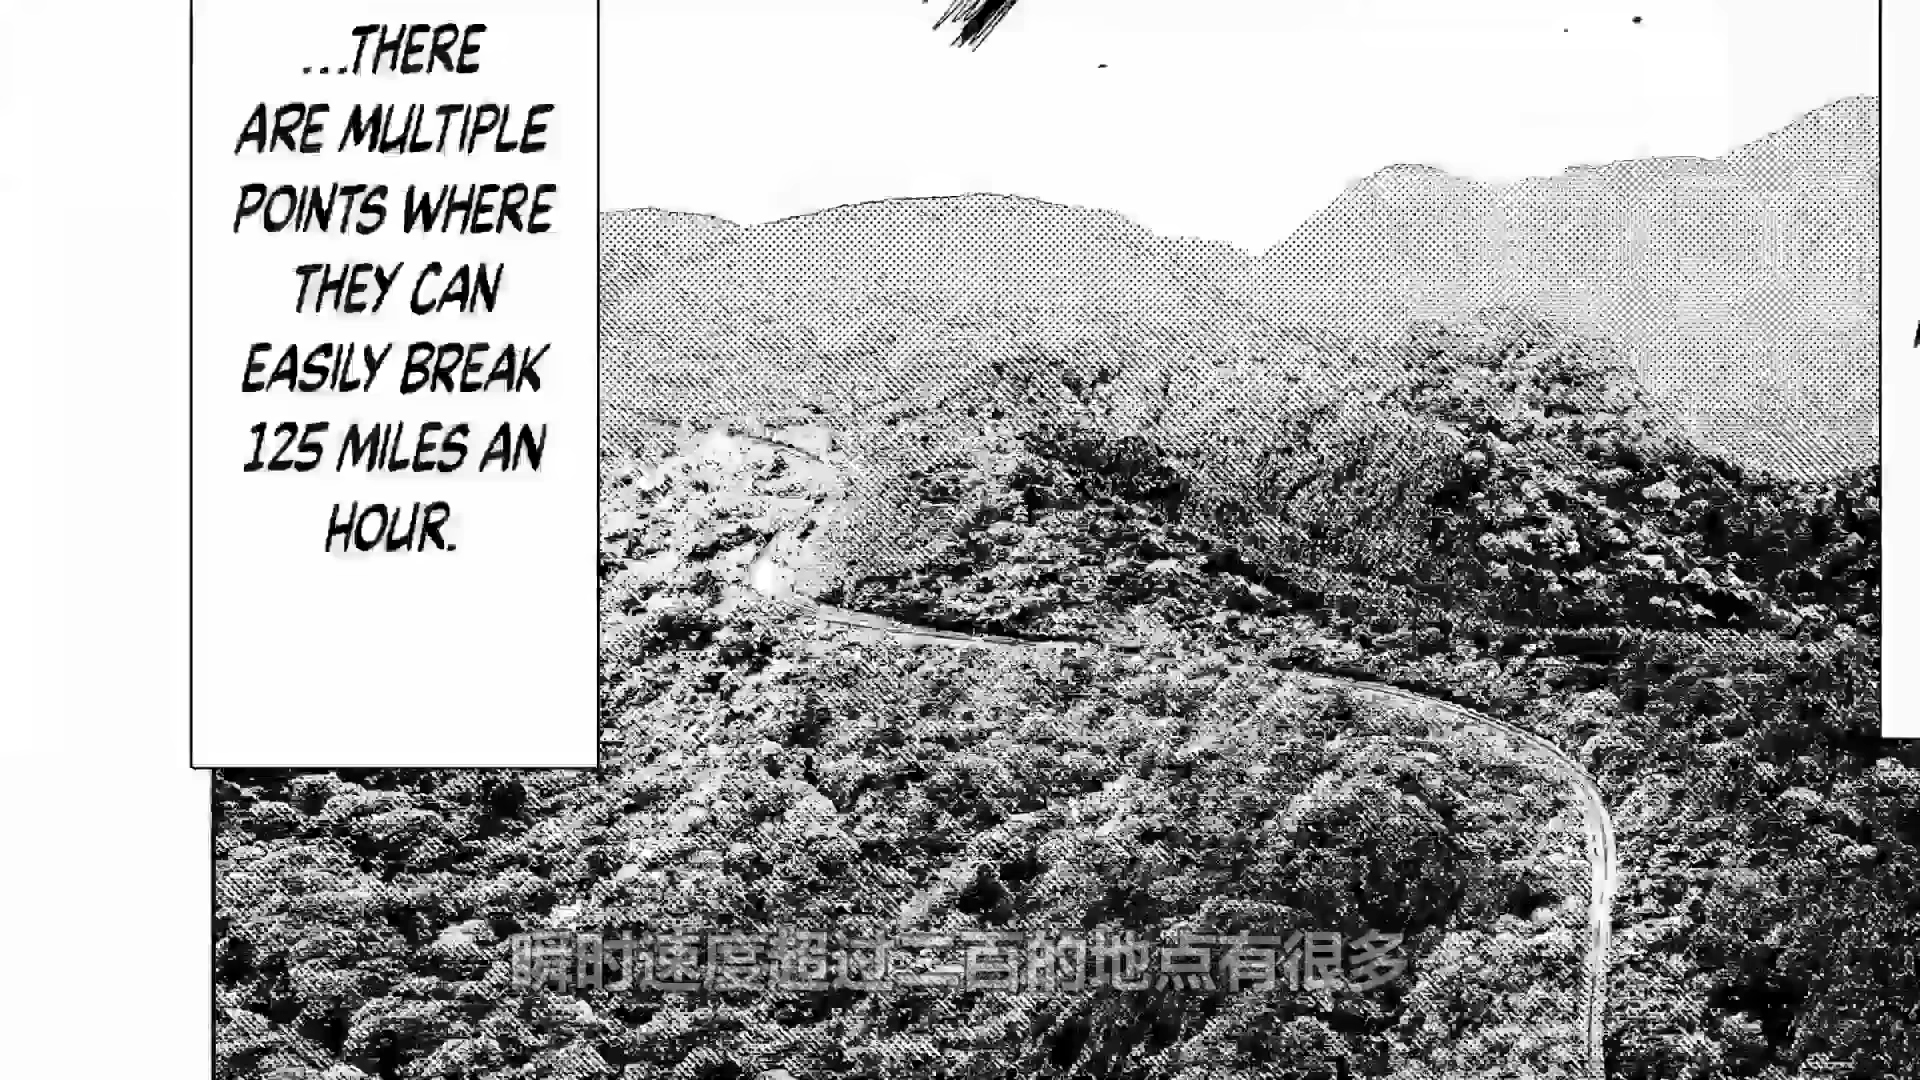 ...THERE
ARE MULTIPLE
POINTS WHERE
THEY CAN
EASILY BREAK
125 MILES AN
HOUR.
瞬时速度超过二百的地点有很多